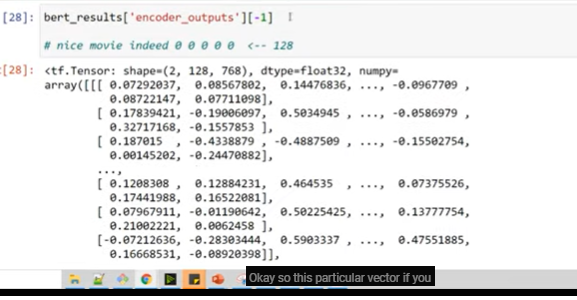 [28]: bert_results['encoder_outputs'][-1]
# nice movie indeed 0 0 0 0 0 <-- 128
[28]: <tf.Tensor: shape=(2, 128, 768), dtype=float32, numpy=
array([[[ 0.07292037, 0.08567802, 0.14476836, ..., -0.0967709 ,
0.08722147, 0.07711098],
[ 0.17839421, -0.19006097, 0.5034945 , ..., -0.0586979 ,
0.32717168, -0.1557853 ],
[ 0.187015 , -0.4338879 , -0.4887509 , ..., -0.15502754,
0.00145202, -0.24470882],
...,
[ 0.1208308 , 0.12884231, 0.464535 , ..., 0.07375526,
0.17441988, 0.16522081],
[ 0.07967911, -0.01190642, 0.50225425, ..., 0.13777754,
0.21002221, 0.0062458 ],
[-0.07212636, -0.28303444, 0.5903337 , ..., 0.47551885,
0.16668531, -0.08920398]],
Okay so this particular vector if you